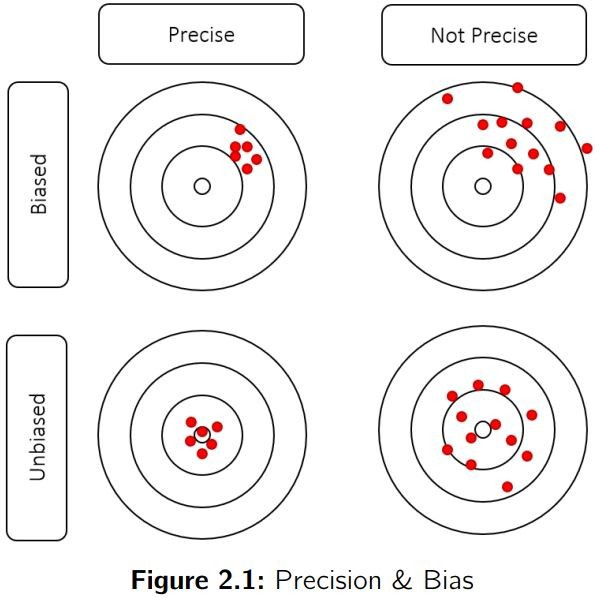 Precise
Not Precise
Biased
Unbiased
Figure 2.1: Precision & Bias